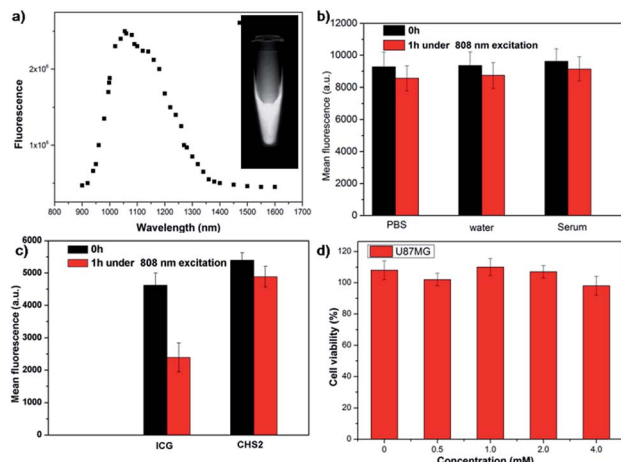 a)
Fluorescence
2x10⁶
1x10⁶
800 900 1000 1100 1200 1300 1400 1500 1600 1700
Wavelength (nm)
b)
0h
1h under 808 nm excitation
Mean fluorescence (a.u.)
12000
10000
8000
6000
4000
2000
0
PBS water Serum
c)
0h
1h under 808 nm excitation
Mean fluorescence (a.u.)
6000
5000
4000
3000
2000
1000
0
ICG CHS2
d)
U87MG
Cell viability (%)
120
100
80
60
40
20
0
0 0.5 1.0 2.0 4.0
Concentration (mM)